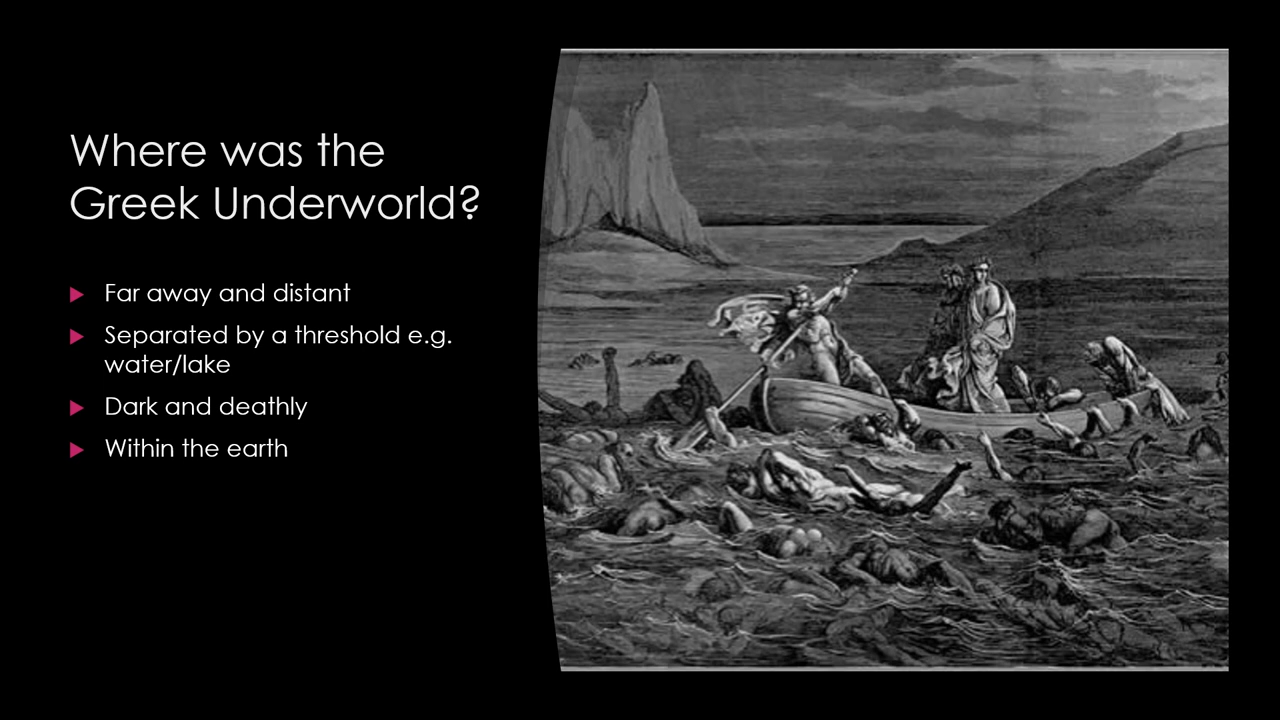 Where was the
Greek Underworld?
Far away and distant
Separated by a threshold e.g.
water/lake
Dark and deathly
Within the earth